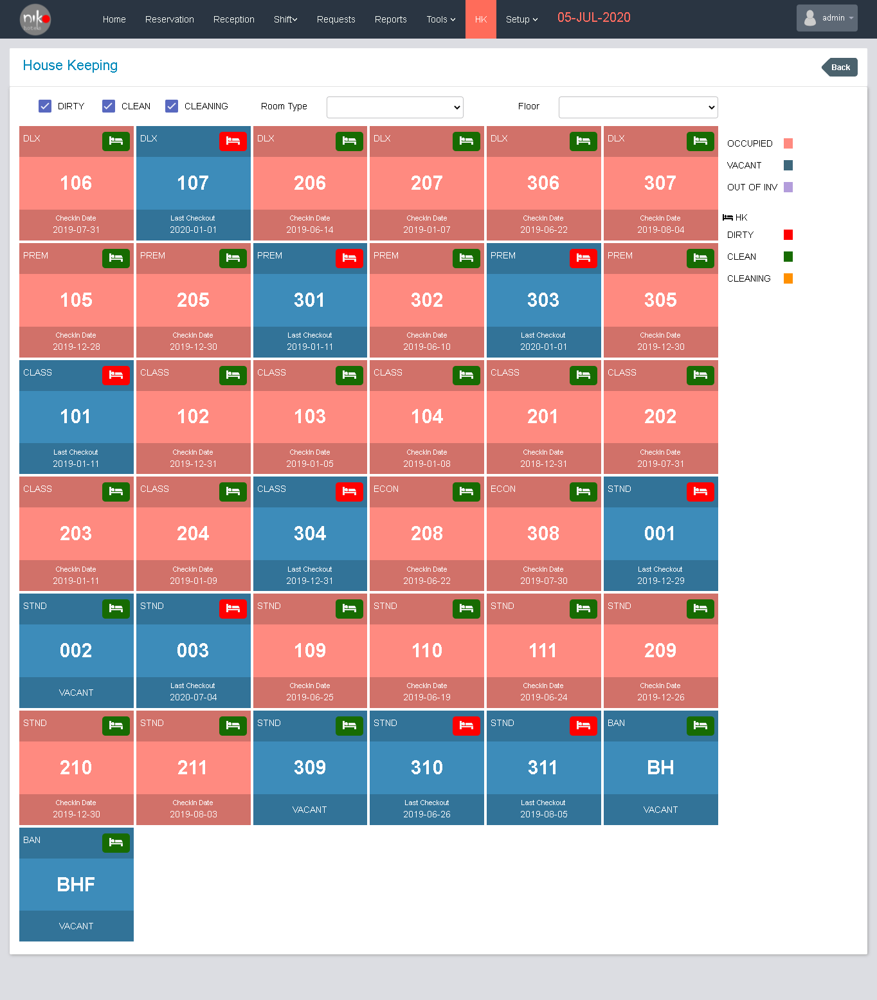 niko
hotels
Home Reservation Reception Shift Requests Reports Tools HK Setup 05-JUL-2020 admin
House Keeping Back
DIRTY CLEAN CLEANING Room Type Floor
DLX DLX DLX DLX DLX DLX
106 107 206 207 306 307
CheckIn Date Last Checkout CheckIn Date CheckIn Date CheckIn Date CheckIn Date
2019-07-31 2020-01-01 2019-06-14 2019-01-07 2019-06-22 2019-08-04
PREM PREM PREM PREM PREM PREM
105 205 301 302 303 305
CheckIn Date CheckIn Date Last Checkout CheckIn Date Last Checkout CheckIn Date
2019-12-28 2019-12-30 2019-01-11 2019-06-10 2020-01-01 2019-12-30
CLASS CLASS CLASS CLASS CLASS CLASS
101 102 103 104 201 202
Last Checkout CheckIn Date CheckIn Date CheckIn Date CheckIn Date CheckIn Date
2019-01-11 2019-12-31 2019-01-05 2019-01-08 2018-12-31 2019-07-31
CLASS CLASS CLASS ECON ECON STND
203 204 304 208 308 001
CheckIn Date CheckIn Date Last Checkout CheckIn Date CheckIn Date Last Checkout
2019-01-11 2019-01-09 2019-12-31 2019-06-22 2019-07-30 2019-12-29
STND STND STND STND STND STND
002 003 109 110 111 209
VACANT Last Checkout CheckIn Date CheckIn Date CheckIn Date CheckIn Date
2020-07-04 2019-06-25 2019-06-19 2019-06-24 2019-12-26
STND STND STND STND STND BAN
210 211 309 310 311 BH
CheckIn Date CheckIn Date VACANT Last Checkout Last Checkout VACANT
2019-12-30 2019-08-03 2019-06-26 2019-08-05
BAN
BHF
VACANT
OCCUPIED
VACANT
OUT OF INV
HK
DIRTY
CLEAN
CLEANING